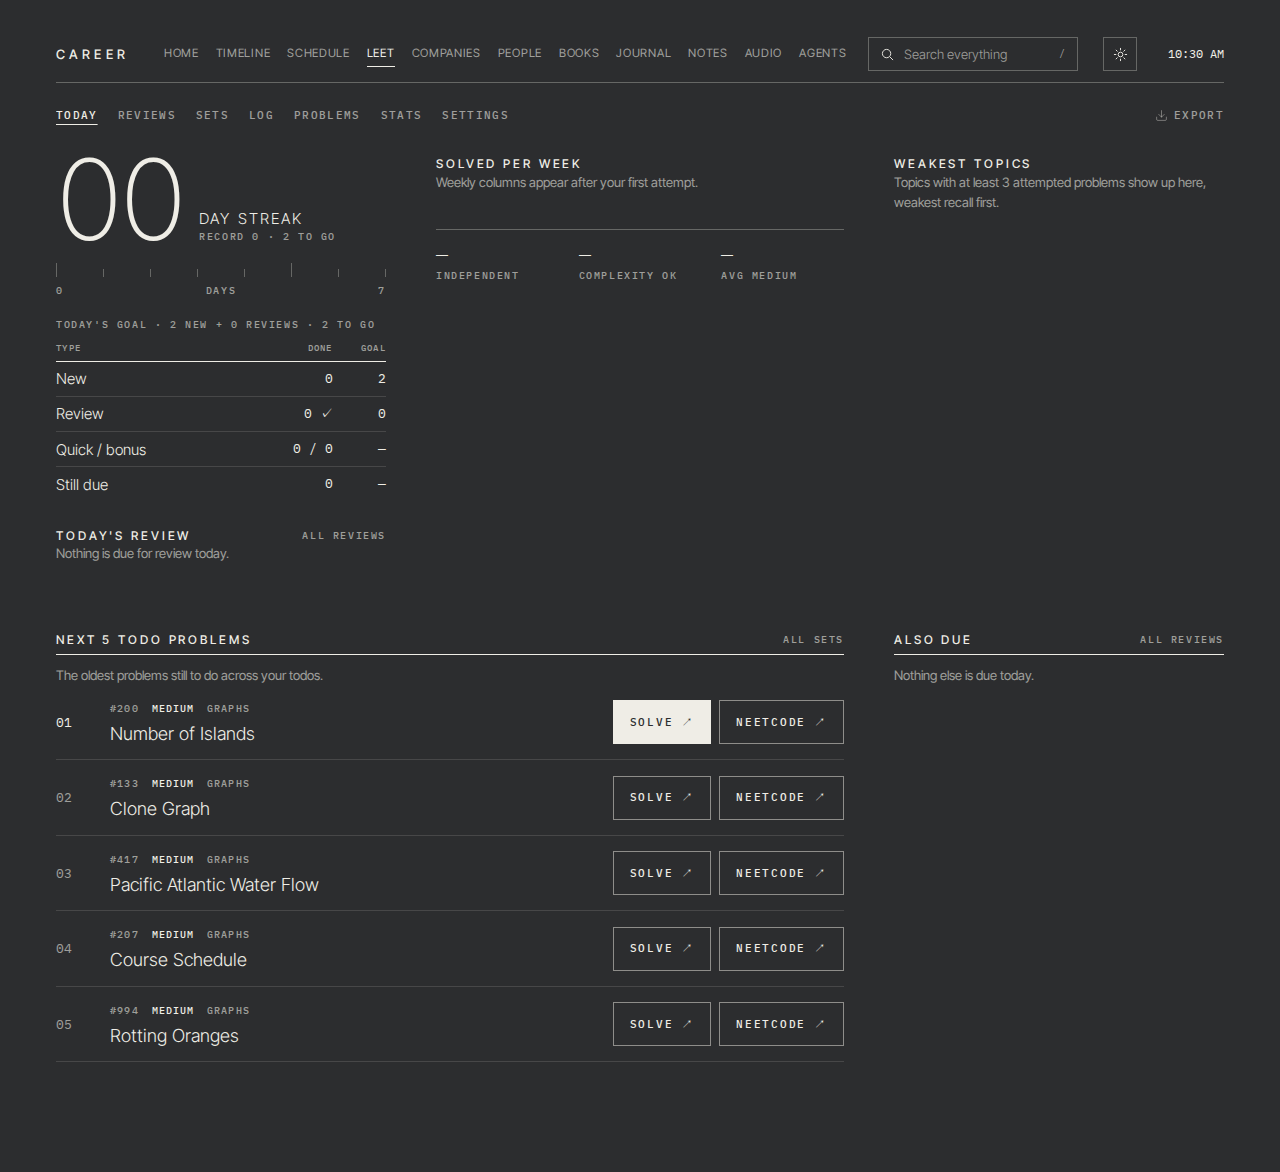 CAREER HOME TIMELINE SCHEDULE LEET COMPANIES PEOPLE BOOKS JOURNAL NOTES AUDIO AGENTS Search everything / 10:30 AM
TODAY REVIEWS SETS LOG PROBLEMS STATS SETTINGS EXPORT
00
DAY STREAK
RECORD 0 · 2 TO GO
0 DAYS 7
TODAY'S GOAL · 2 NEW + 0 REVIEWS · 2 TO GO
TYPE DONE GOAL
New 0 2
Review 0 ✓ 0
Quick / bonus 0 / 0 —
Still due 0 —
TODAY'S REVIEW ALL REVIEWS
Nothing is due for review today.
SOLVED PER WEEK
Weekly columns appear after your first attempt.
— — —
INDEPENDENT COMPLEXITY OK AVG MEDIUM
WEAKEST TOPICS
Topics with at least 3 attempted problems show up here,
weakest recall first.
NEXT 5 TODO PROBLEMS ALL SETS
The oldest problems still to do across your todos.
01 #200 MEDIUM GRAPHS
Number of Islands
SOLVE ↗ NEETCODE ↗
02 #133 MEDIUM GRAPHS
Clone Graph
SOLVE ↗ NEETCODE ↗
03 #417 MEDIUM GRAPHS
Pacific Atlantic Water Flow
SOLVE ↗ NEETCODE ↗
04 #207 MEDIUM GRAPHS
Course Schedule
SOLVE ↗ NEETCODE ↗
05 #994 MEDIUM GRAPHS
Rotting Oranges
SOLVE ↗ NEETCODE ↗
ALSO DUE ALL REVIEWS
Nothing else is due today.